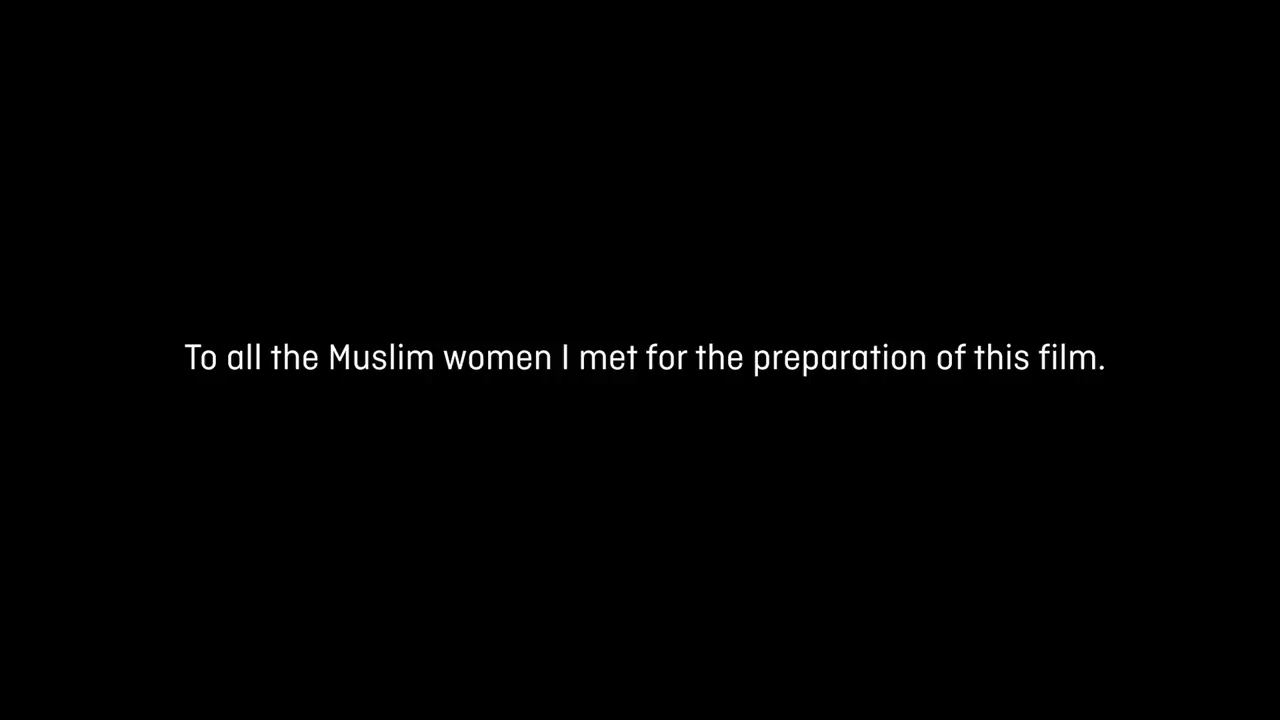 To all the Muslim women I met for the preparation of this film.